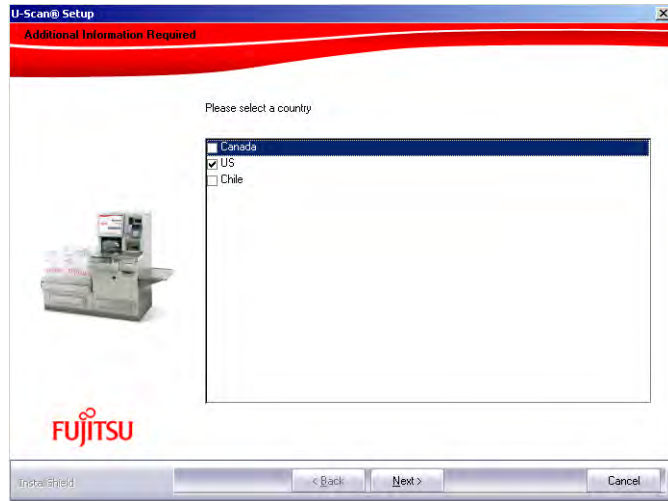 U-Scan® Setup
Additional Information Required
Please select a country
Canada
US
Chile
FUJITSU
InstallShield
< Back
Next >
Cancel